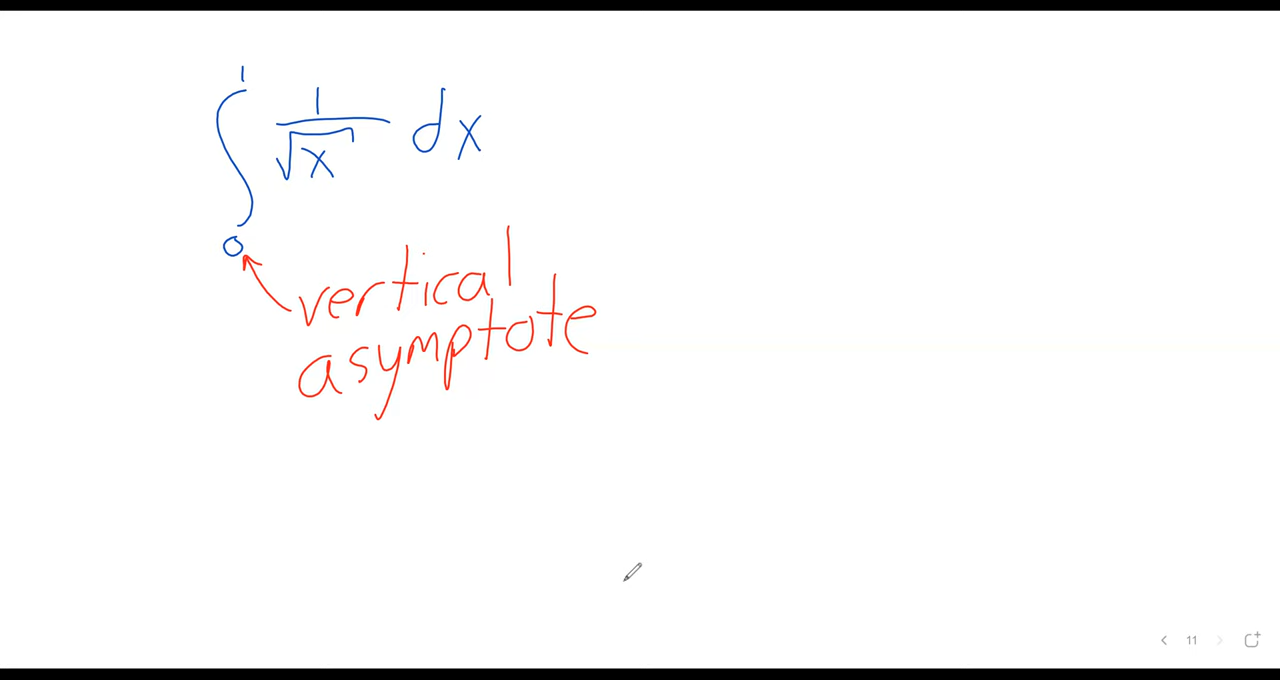 ∫₀¹ 1/√x dx
vertical
asymptote
11